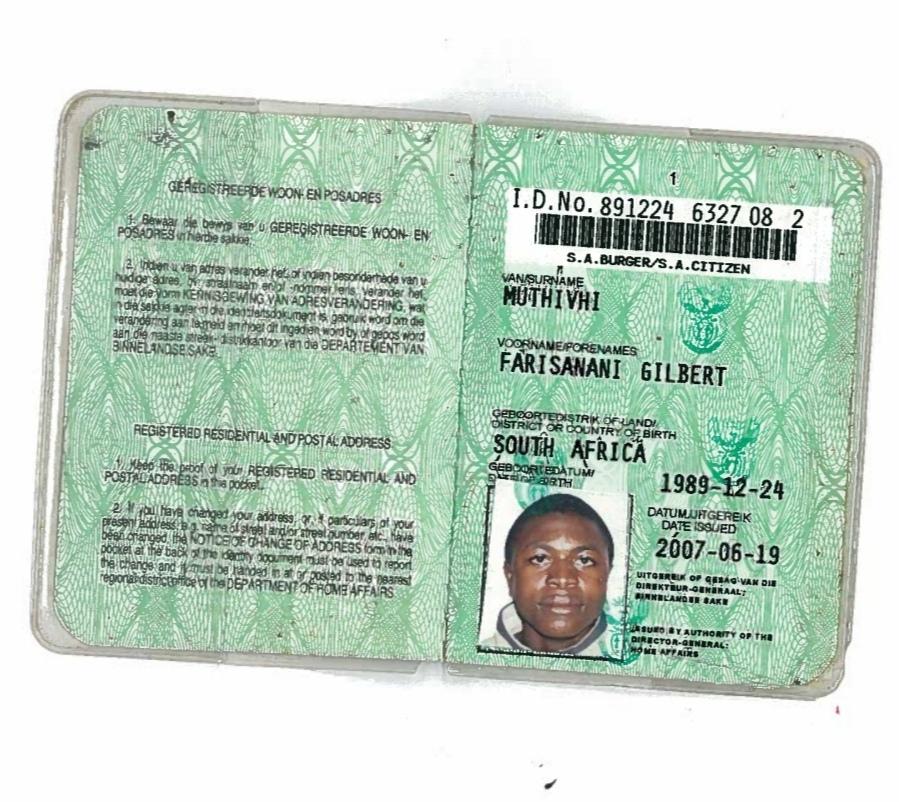 GEREGISTREERDE WOON- EN POSADRES
1. Bewaar die bewys van u GEREGISTREERDE WOON- EN
POSADRES in hierdie sakkie.
2. Indien u van adres verander het, of indien besonderhede van u
huidige adres, bv. straatnaam en/of -nommer
moet die vorm KENNISGEWING VAN ADRESVERANDERING, wat
in die sakkie agter in die identiteitsdokument is, gebruik word om die
verandering aan te meld en moet dit ingedien word by of gepos word
aan die naaste streek-/distrikkantoor van die DEPARTEMENT VAN
BINNELANDSE SAKE.
REGISTERED RESIDENTIAL AND POSTAL ADDRESS
1. Keep the proof of your REGISTERED RESIDENTIAL AND
POSTAL ADDRESS in the pocket.
2. If you have changed your address, or, if particulars of your
present address, e.g. name of street and/or street number, etc., have
been changed, the NOTICE OF CHANGE OF ADDRESS form in the
pocket at the back of the identity document must be used to report
the change and it must be handed in at or posted to the nearest
regional/district office of the DEPARTMENT OF HOME AFFAIRS.
1
I.D.No. 891224 6327 08 2
S.A.BURGER/S.A.CITIZEN
VAN/SURNAME
MUTHIVHI
VOORNAME/FORENAMES
FARISANANI GILBERT
GEBOORTEDISTRIK OF-LAND/
DISTRICT OR COUNTRY OF BIRTH
SOUTH AFRICA
GEBOORTEDATUM/
DATE OF BIRTH
1989-12-24
DATUM UITGEREIK
DATE ISSUED
2007-06-19
UITGEREIK OP GESAG VAN DIE
DIREKTEUR-GENERAAL:
BINNELANDSE SAKE
ISSUED BY AUTHORITY OF THE
DIRECTOR-GENERAL:
HOME AFFAIRS